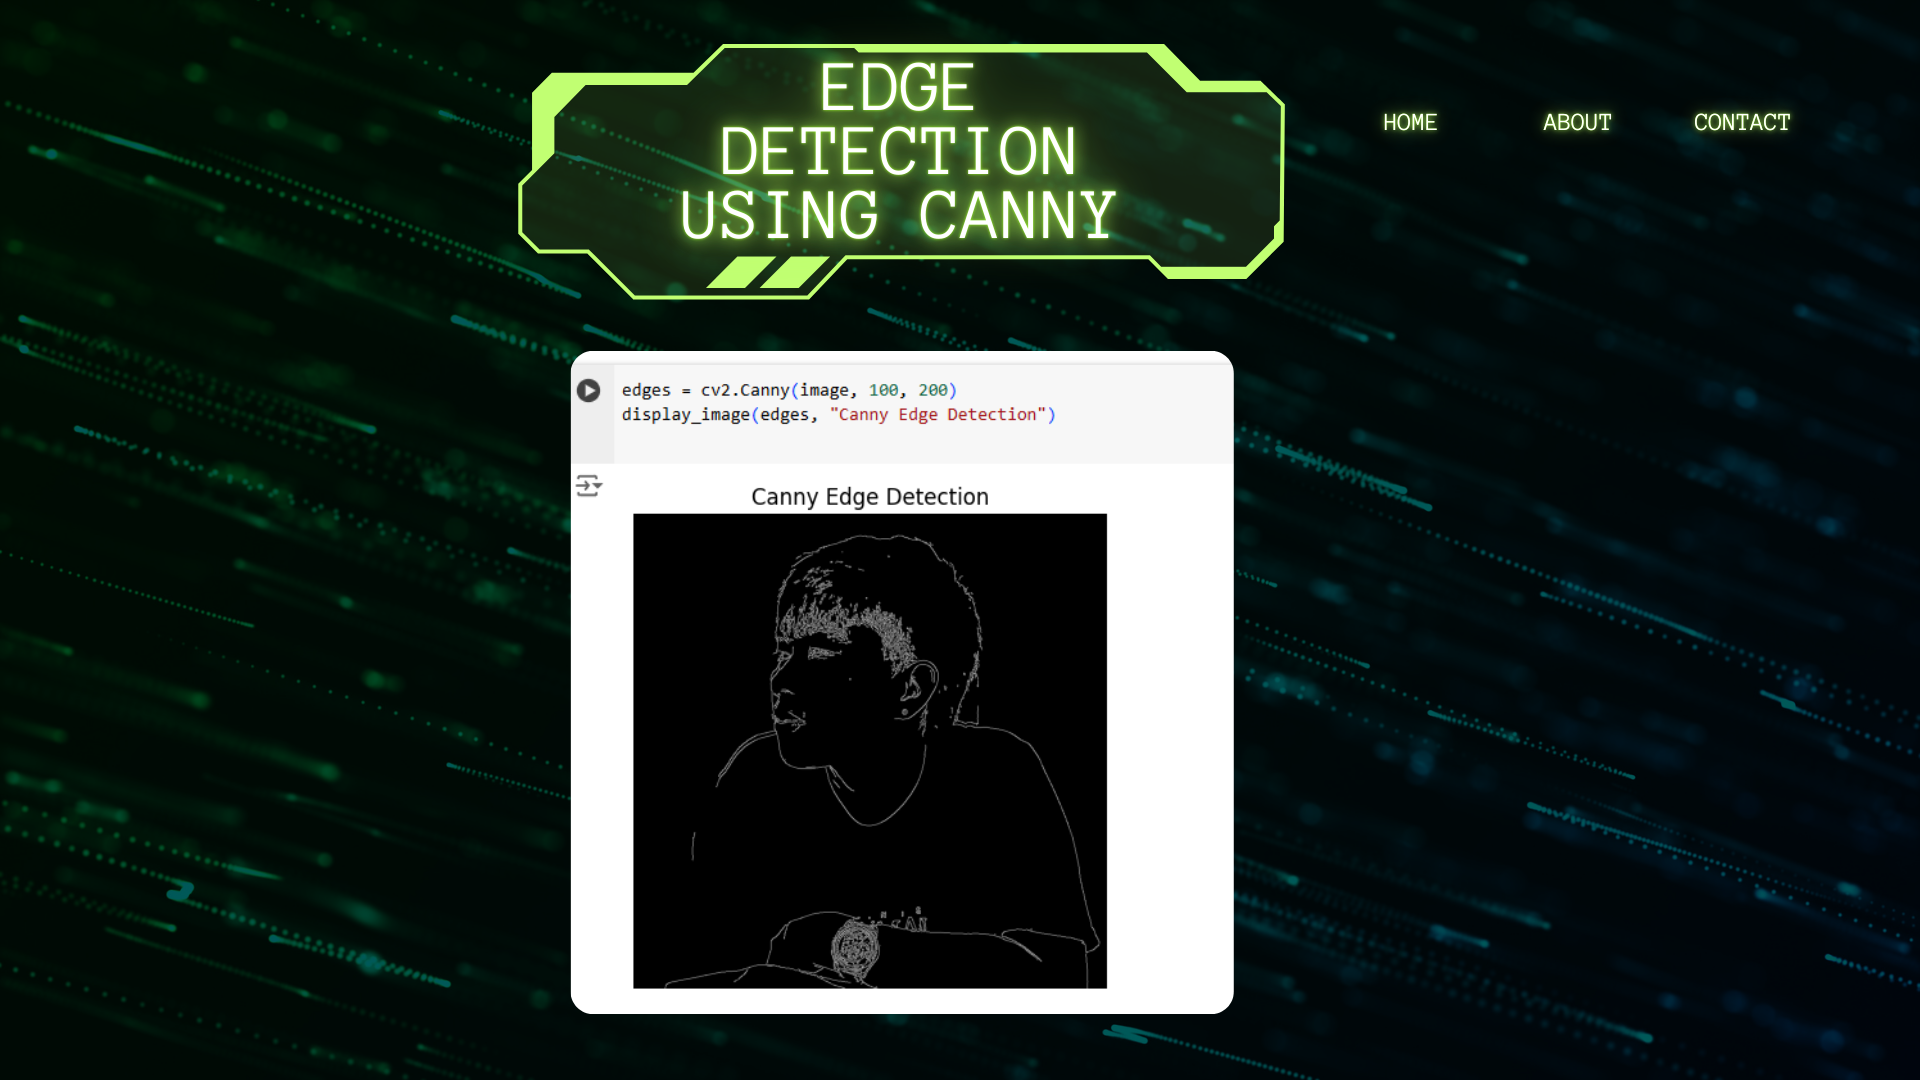 EDGE
DETECTION
USING CANNY
HOME ABOUT CONTACT
edges = cv2.Canny(image, 100, 200)
display_image(edges, "Canny Edge Detection")
Canny Edge Detection